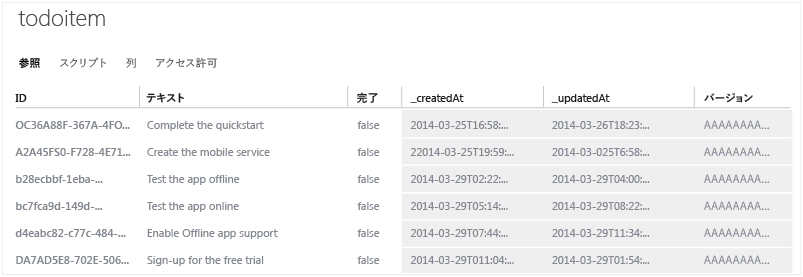 todoitem
参照 スクリプト 列 アクセス許可
ID テキスト 完了 _createdAt _updatedAt バージョン
OC36A88F-367A-4FO... Complete the quickstart false 2014-03-25T16:58:... 2014-03-26T18:23:... AAAAAAAA...
A2A45FS0-F728-4E71... Create the mobile service false 22014-03-25T19:59:... 2014-03-025T6:58:... AAAAAAAA...
b28ecbbf-1eba-... Test the app offline false 2014-03-29T02:22:... 2014-03-29T04:00:... AAAAAAAA...
bc7fca9d-149d-... Test the app online false 2014-03-29T05:14:... 2014-03-29T08:22:... AAAAAAAA...
d4eabc82-c77c-484-... Enable Offline app support false 2014-03-29T07:44:... 2014-03-29T11:34:... AAAAAAAA...
DA7AD5E8-702E-506... Sign-up for the free trial false 2014-03-29T011:04:... 2014-03-29T01:54:... AAAAAAAA...